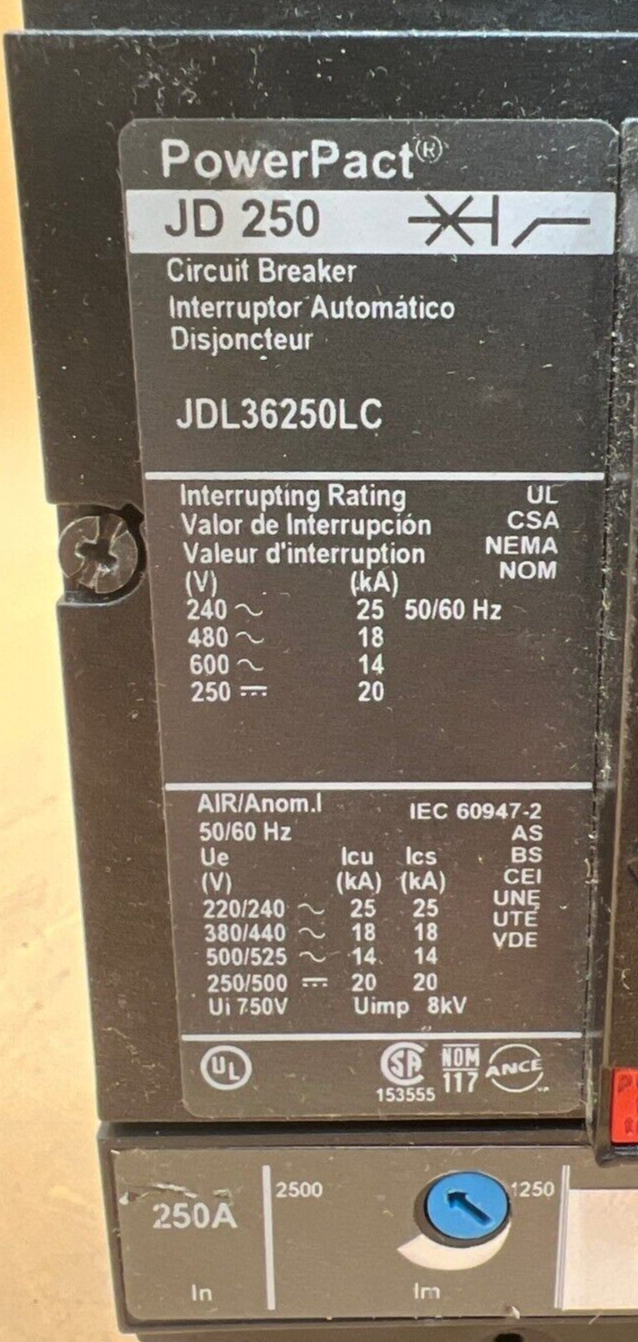 PowerPact®
JD 250
Circuit Breaker
Interruptor Automático
Disjoncteur
JDL36250LC
Interrupting Rating UL
Valor de Interrupción CSA
Valeur d'interruption NEMA
(V) (kA) NOM
240 ~ 25 50/60 Hz
480 ~ 18
600 ~ 14
250 ⎓ 20
AIR/Anom.I IEC 60947-2
50/60 Hz AS
Ue Icu Ics BS
(V) (kA) (kA) CEI
220/240 ~ 25 25 UNE
380/440 ~ 18 18 UTE
500/525 ~ 14 14 VDE
250/500 ⎓ 20 20
Ui 750V Uimp 8kV
UL SA NOM ANCE
153555 117
250A 2500 1250
In Im